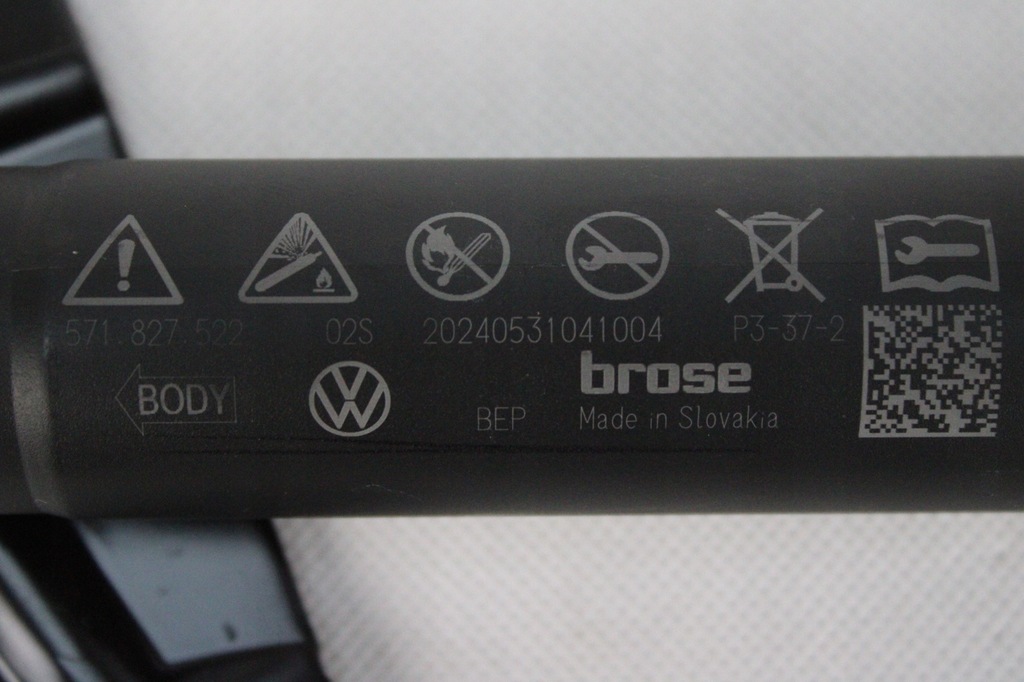 571.827.522 02S 20240531041004 P3-37-2
BODY
BEP
brose
Made in Slovakia